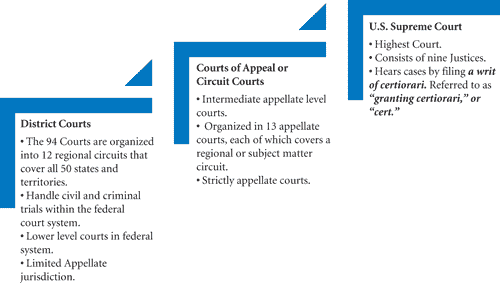 District Courts
• The 94 Courts are organized
into 12 regional circuits that
cover all 50 states and
territories.
• Handle civil and criminal
trials within the federal
court system.
• Lower level courts in federal
system.
• Limited Appellate
jurisdiction.
Courts of Appeal or
Circuit Courts
• Intermediate appellate level
courts.
• Organized in 13 appellate
courts, each of which covers a
regional or subject matter
circuit.
• Strictly appellate courts.
U.S. Supreme Court
• Highest Court.
• Consists of nine Justices.
• Hears cases by filing a writ
of certiorari. Referred to as
“granting certiorari,” or
“cert.”